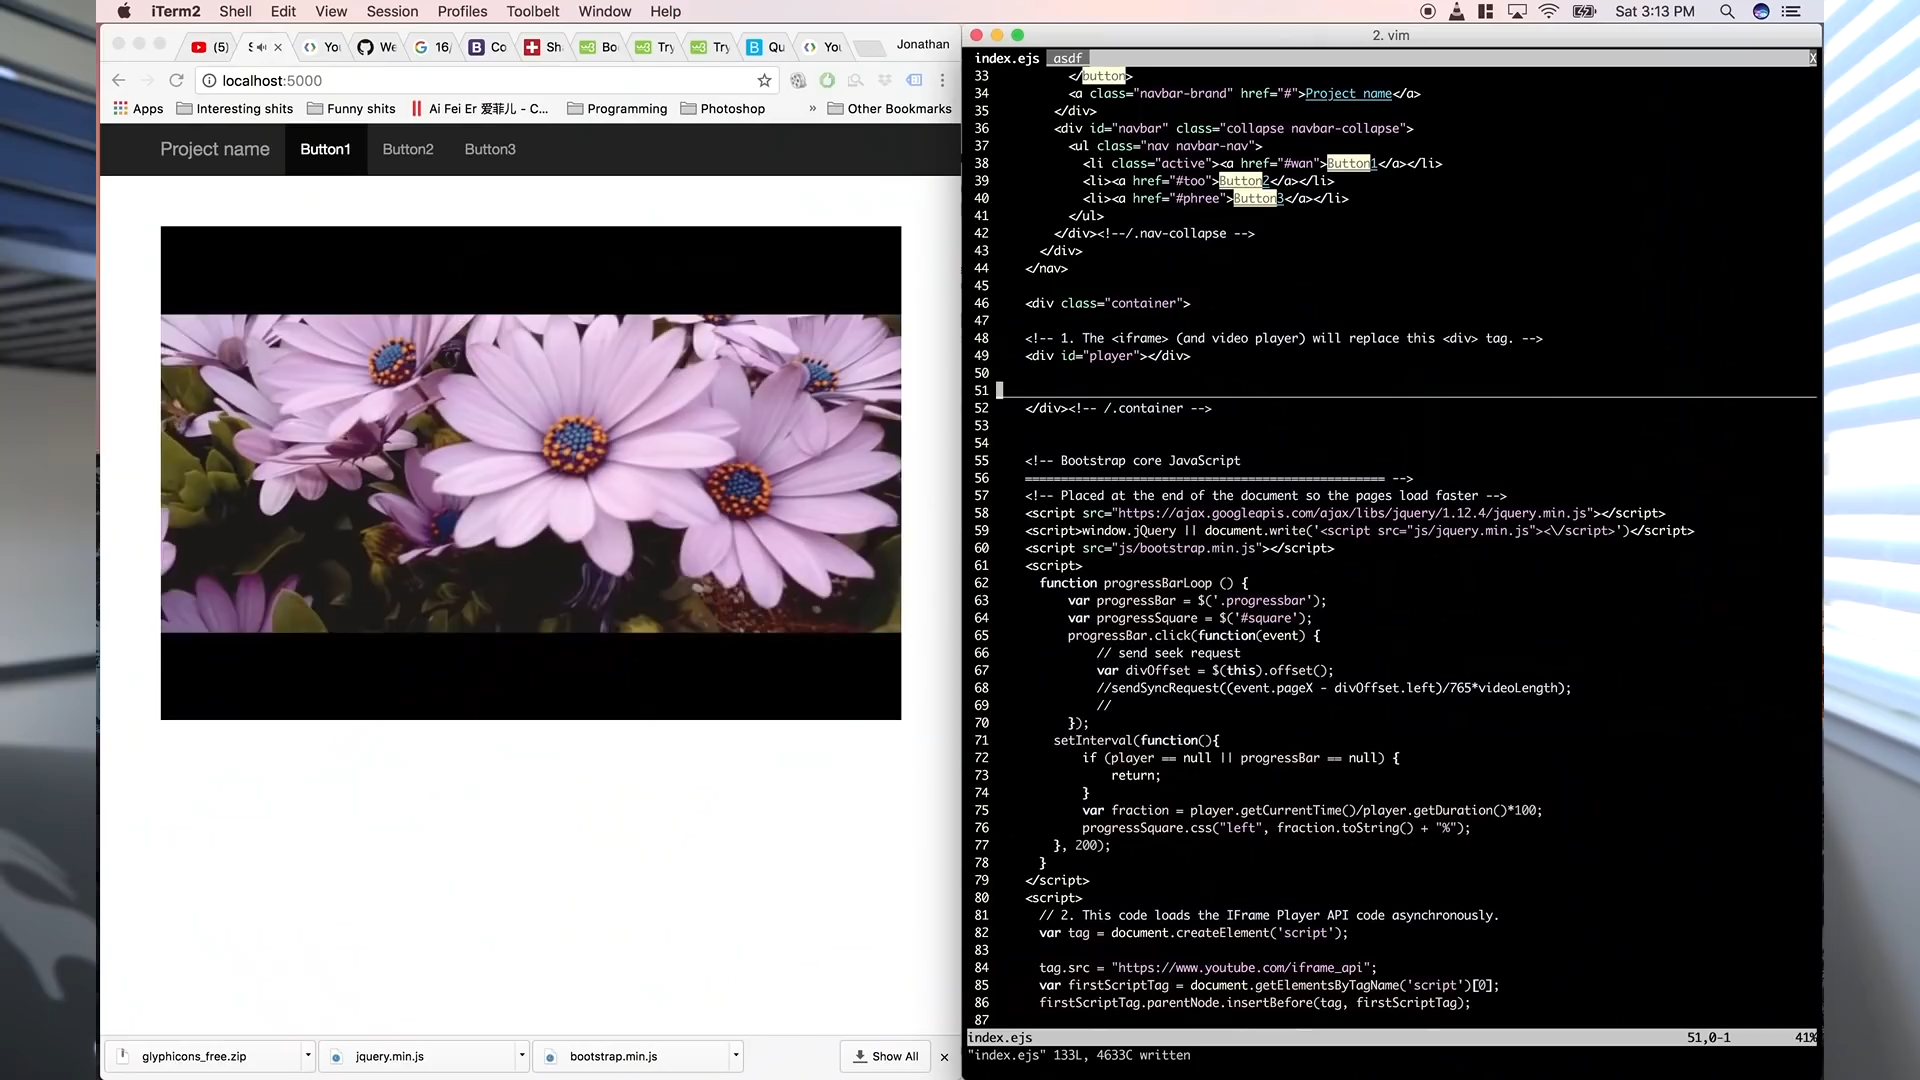 iTerm2 Shell Edit View Session Profiles Toolbelt Window Help
Sat 3:13 PM
(5) S Yo We 16/ Co Sh Bo Try Try Qu Yo Jonathan
localhost:5000
Apps Interesting shits Funny shits Ai Fei Er 爱菲儿 - C... Programming Photoshop » Other Bookmarks
Project name Button1 Button2 Button3
glyphicons_free.zip jquery.min.js bootstrap.min.js Show All
2. vim
index.ejs asdf X
33 </button>
34 <a class="navbar-brand" href="#">Project name</a>
35 </div>
36 <div id="navbar" class="collapse navbar-collapse">
37 <ul class="nav navbar-nav">
38 <li class="active"><a href="#wan">Button1</a></li>
39 <li><a href="#too">Button2</a></li>
40 <li><a href="#phree">Button3</a></li>
41 </ul>
42 </div><!--/.nav-collapse -->
43 </div>
44 </nav>
45
46 <div class="container">
47
48 <!-- 1. The <iframe> (and video player) will replace this <div> tag. -->
49 <div id="player"></div>
50
51
52 </div><!-- /.container -->
53
54
55 <!-- Bootstrap core JavaScript
56 ================================================== -->
57 <!-- Placed at the end of the document so the pages load faster -->
58 <script src="https://ajax.googleapis.com/ajax/libs/jquery/1.12.4/jquery.min.js"></script>
59 <script>window.jQuery || document.write('<script src="js/jquery.min.js"><\/script>')</script>
60 <script src="js/bootstrap.min.js"></script>
61 <script>
62 function progressBarLoop () {
63 var progressBar = $('.progressbar');
64 var progressSquare = $('#square');
65 progressBar.click(function(event) {
66 // send seek request
67 var divOffset = $(this).offset();
68 //sendSyncRequest((event.pageX - divOffset.left)/765*videoLength);
69 //
70 });
71 setInterval(function(){
72 if (player == null || progressBar == null) {
73 return;
74 }
75 var fraction = player.getCurrentTime()/player.getDuration()*100;
76 progressSquare.css("left", fraction.toString() + "%");
77 }, 200);
78 }
79 </script>
80 <script>
81 // 2. This code loads the IFrame Player API code asynchronously.
82 var tag = document.createElement('script');
83
84 tag.src = "https://www.youtube.com/iframe_api";
85 var firstScriptTag = document.getElementsByTagName('script')[0];
86 firstScriptTag.parentNode.insertBefore(tag, firstScriptTag);
87
index.ejs 51,0-1 41%
"index.ejs" 133L, 4633C written